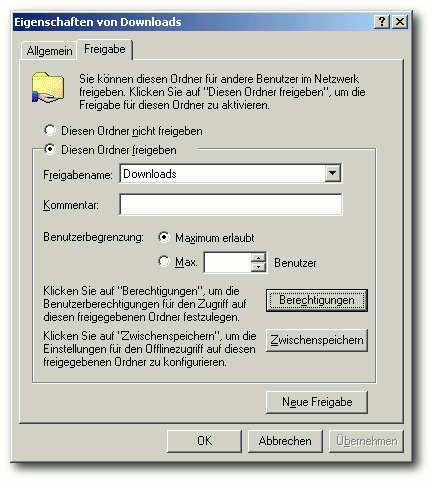 Eigenschaften von Downloads
Allgemein Freigabe
Sie können diesen Ordner für andere Benutzer im Netzwerk
freigeben. Klicken Sie auf "Diesen Ordner freigeben", um die
Freigabe für diesen Ordner zu aktivieren.
Diesen Ordner nicht freigeben
Diesen Ordner freigeben
Freigabename: Downloads
Kommentar:
Benutzerbegrenzung: Maximum erlaubt
Max. Benutzer
Klicken Sie auf "Berechtigungen", um die
Benutzerberechtigungen für den Zugriff auf
diesen freigegebenen Ordner festzulegen.
Berechtigungen
Klicken Sie auf "Zwischenspeichern", um die
Einstellungen für den Offlinezugriff auf diesen
freigegebenen Ordner zu konfigurieren.
Zwischenspeichern
Neue Freigabe
OK Abbrechen Übernehmen